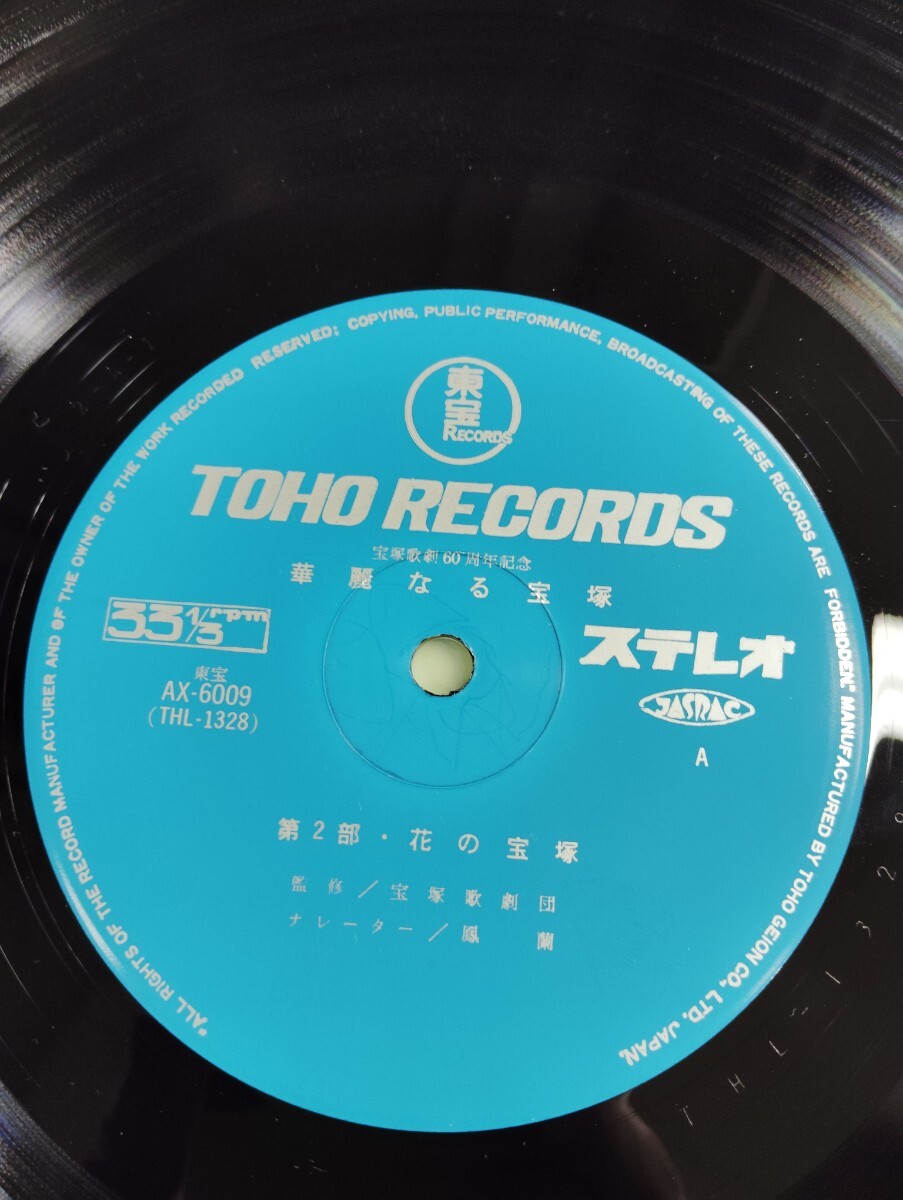 "ALL RIGHTS OF THE RECORD MANUFACTURER AND OF THE OWNER OF THE WORK RECORDED RESERVED; COPYING, PUBLIC PERFORMANCE, BROADCASTING OF THESE RECORDS ARE FORBIDDEN." MANUFACTURED BY TOHO GEION CO., LTD. JAPAN.
東宝
RECORDS
TOHO RECORDS
宝塚歌劇60周年記念
華麗なる宝塚
33 1/3 rpm
ステレオ
東宝
AX-6009
(THL-1328)
JASRAC
A
第2部・花の宝塚
監修/宝塚歌劇団
ナレーター/鳳 蘭
THL-132